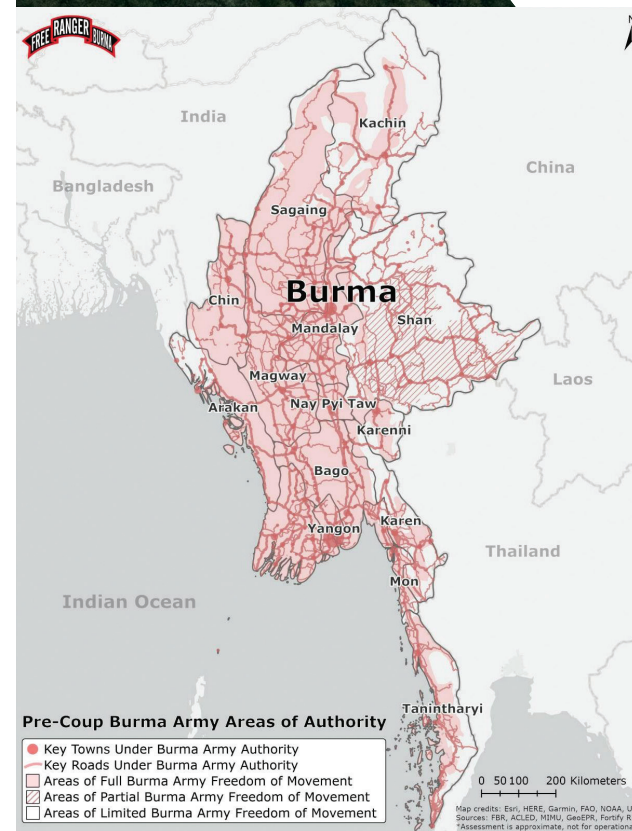 FREE RANGER BURMA
N
Kachin
India
China
Bangladesh
Sagaing
Burma
Chin
Shan
Mandalay
Magway
Laos
Nay Pyi Taw
Arakan
Karenni
Bago
Karen
Yangon
Thailand
Mon
Indian Ocean
Tanintharyi
Pre-Coup Burma Army Areas of Authority
Key Towns Under Burma Army Authority
Key Roads Under Burma Army Authority
Areas of Full Burma Army Freedom of Movement
Areas of Partial Burma Army Freedom of Movement
Areas of Limited Burma Army Freedom of Movement
0 50 100 200 Kilometers
Map credits: Esri, HERE, Garmin, FAO, NOAA, U
Sources: FBR, ACLED, MIMU, GeoEPR, Fortify R
*Assessment is approximate, not for operationa